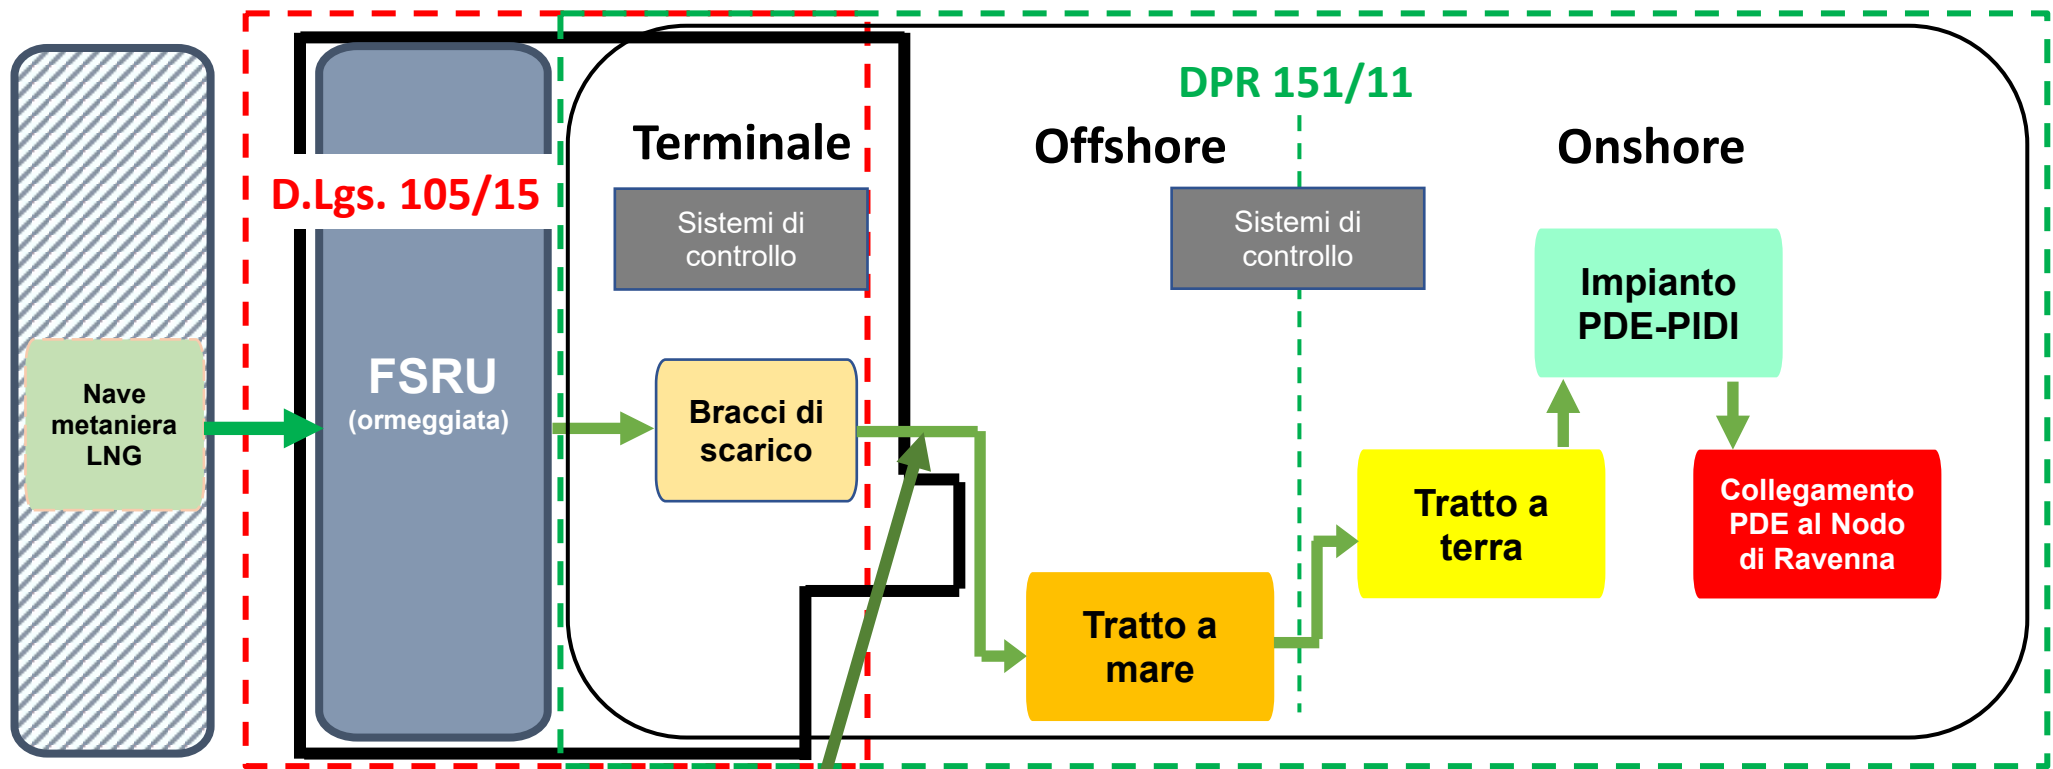 DPR 151/11
Terminale
Offshore
Onshore
D.Lgs. 105/15
Sistemi di
controllo
Sistemi di
controllo
Impianto
PDE-PIDI
Nave
metaniera
LNG
FSRU
(ormeggiata)
Bracci di
scarico
Tratto a
terra
Collegamento
PDE al Nodo
di Ravenna
Tratto a
mare